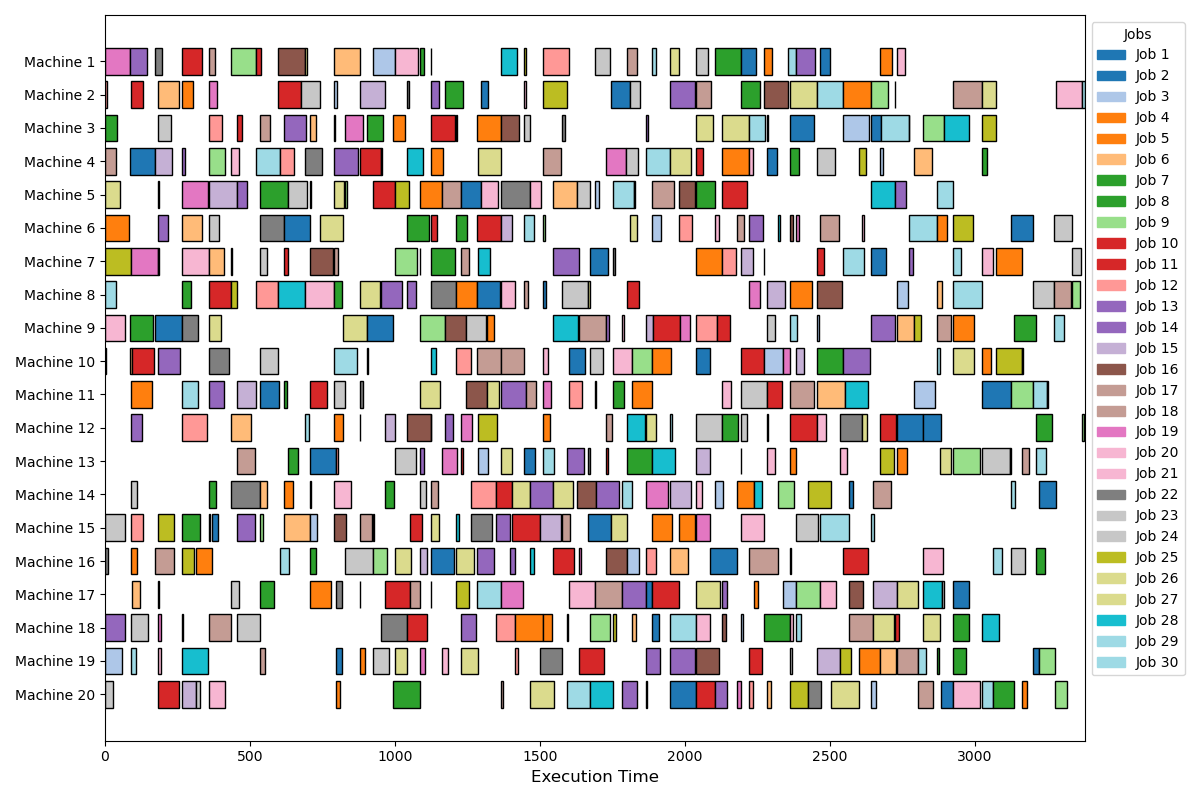 Machine 1
Machine 2
Machine 3
Machine 4
Machine 5
Machine 6
Machine 7
Machine 8
Machine 9
Machine 10
Machine 11
Machine 12
Machine 13
Machine 14
Machine 15
Machine 16
Machine 17
Machine 18
Machine 19
Machine 20
0 500 1000 1500 2000 2500 3000
Execution Time
Jobs
Job 1
Job 2
Job 3
Job 4
Job 5
Job 6
Job 7
Job 8
Job 9
Job 10
Job 11
Job 12
Job 13
Job 14
Job 15
Job 16
Job 17
Job 18
Job 19
Job 20
Job 21
Job 22
Job 23
Job 24
Job 25
Job 26
Job 27
Job 28
Job 29
Job 30